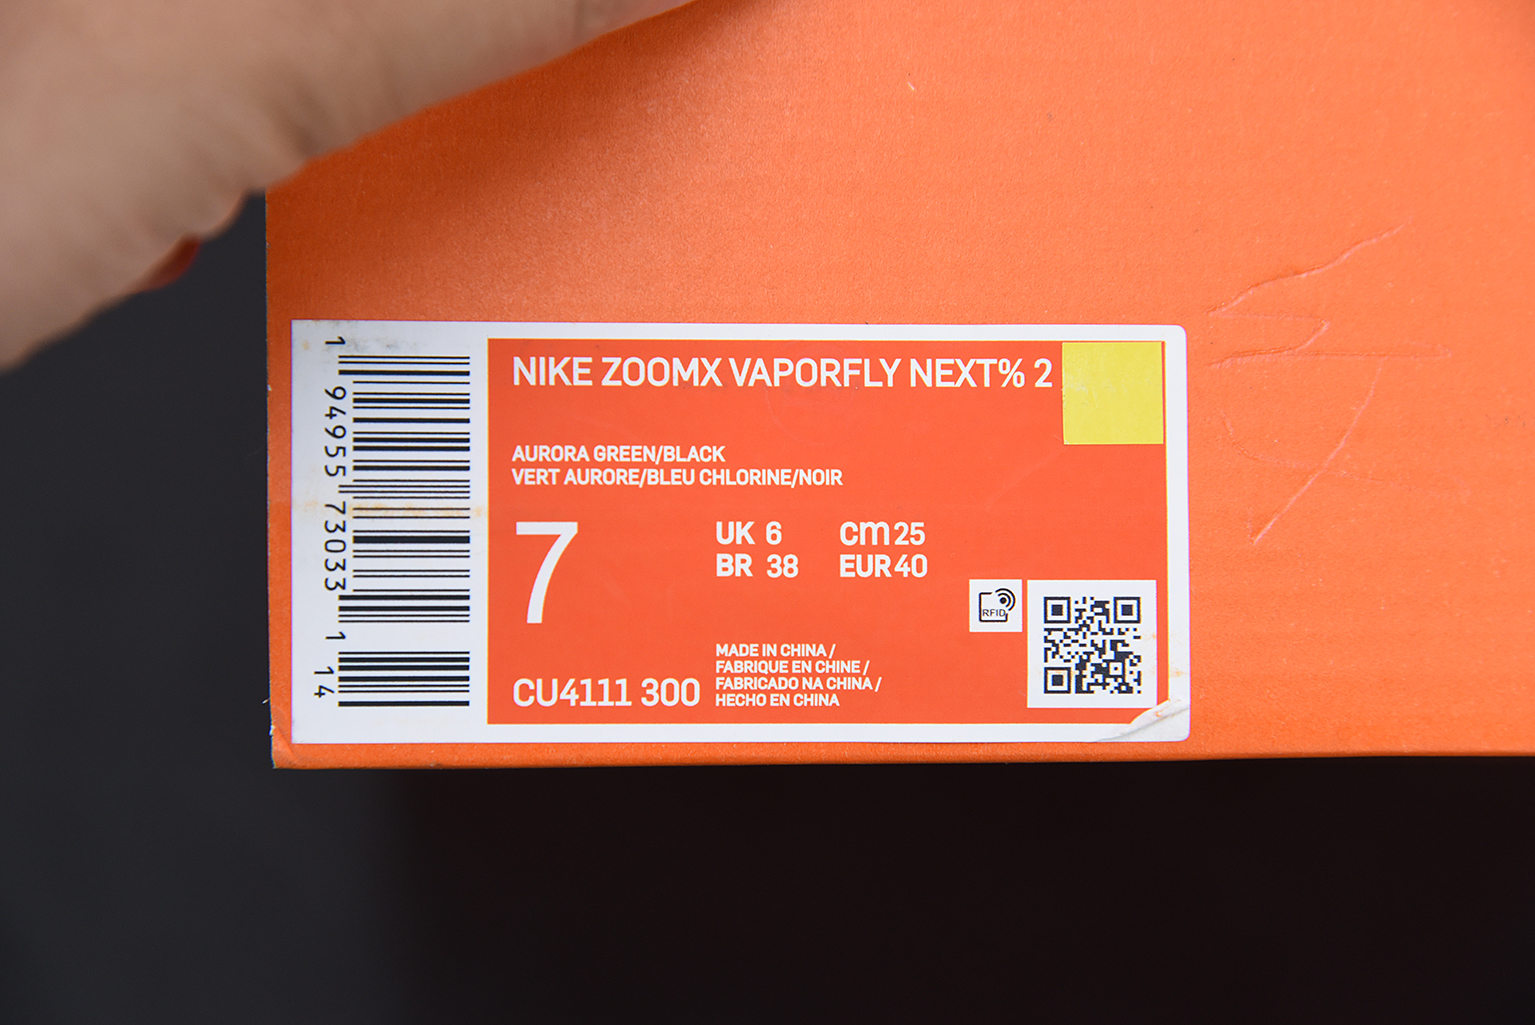 1 94955 73033 1 14
NIKE ZOOMX VAPORFLY NEXT% 2
AURORA GREEN/BLACK
VERT AURORE/BLEU CHLORINE/NOIR
7
UK 6 cm 25
BR 38 EUR 40
RFID
MADE IN CHINA /
FABRIQUE EN CHINE /
FABRICADO NA CHINA /
HECHO EN CHINA
CU4111 300